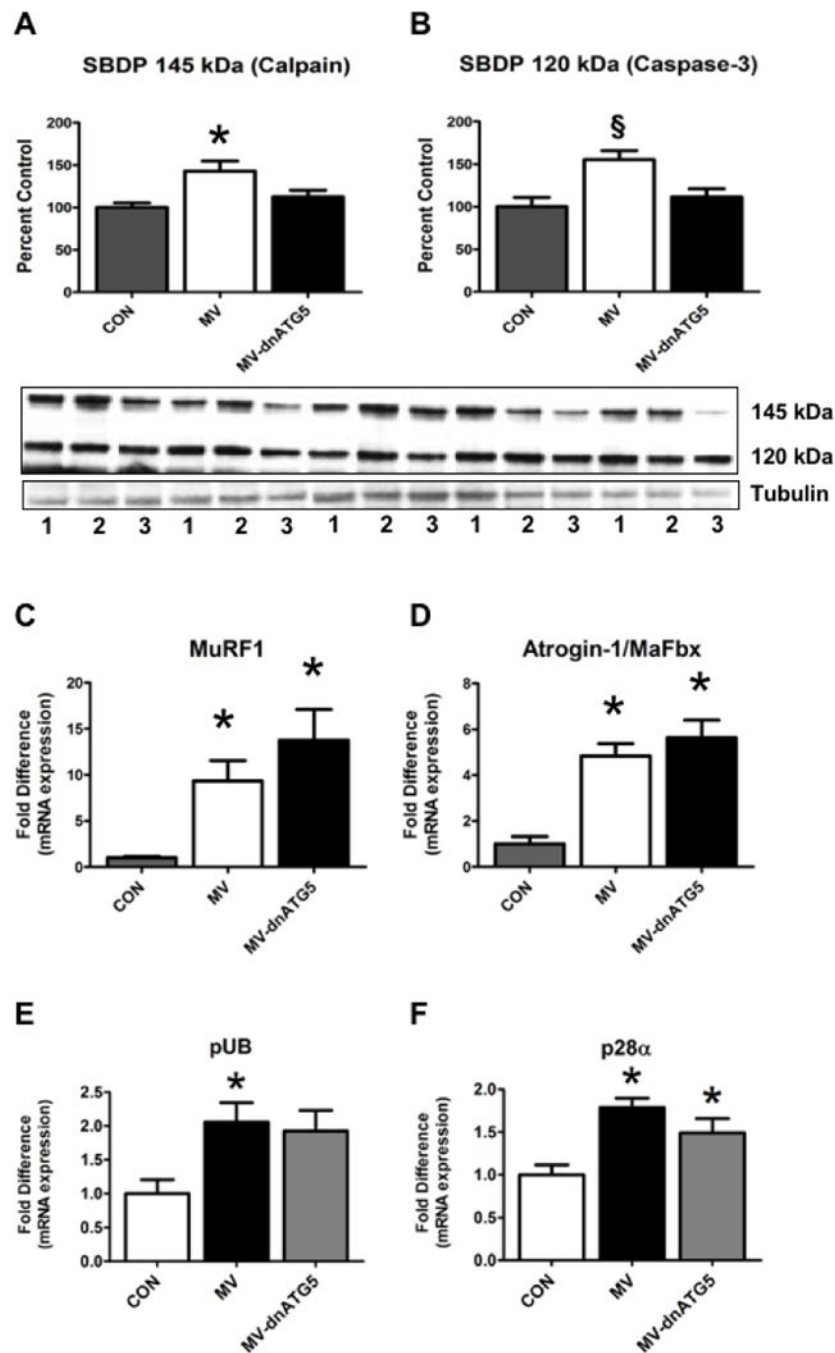 A
SBDP 145 kDa (Calpain)
*
Percent Control
200
150
100
50
0
CON
MV
MV-dnATG5
B
SBDP 120 kDa (Caspase-3)
§
Percent Control
200
150
100
50
0
CON
MV
MV-dnATG5
145 kDa
120 kDa
Tubulin
1 2 3 1 2 3 1 2 3 1 2 3 1 2 3
C
MuRF1
* *
Fold Difference
(mRNA expression)
20
15
10
5
0
CON
MV
MV-dnATG5
D
Atrogin-1/MaFbx
* *
Fold Difference
(mRNA expression)
8
6
4
2
0
CON
MV
MV-dnATG5
E
pUB
*
Fold Difference
(mRNA expression)
2.5
2.0
1.5
1.0
0.5
0.0
CON
MV
MV-dnATG5
F
p28α
* *
Fold Difference
(mRNA expression)
2.0
1.5
1.0
0.5
0.0
CON
MV
MV-dnATG5